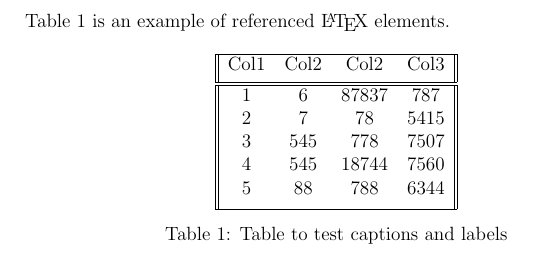 Table 1 is an example of referenced LATEX elements.
Col1 Col2 Col2 Col3
1 6 87837 787
2 7 78 5415
3 545 778 7507
4 545 18744 7560
5 88 788 6344
Table 1: Table to test captions and labels